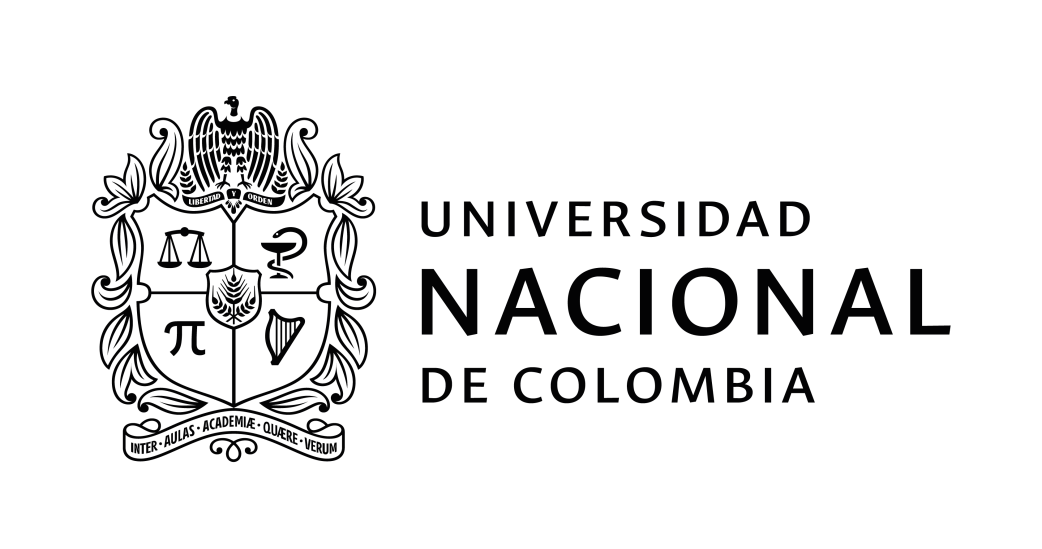 LIBERTAD Y ORDEN
UNIVERSIDAD
NACIONAL
DE COLOMBIA
π
INTER · AULAS · ACADEMIÆ · QUÆRE · VERUM